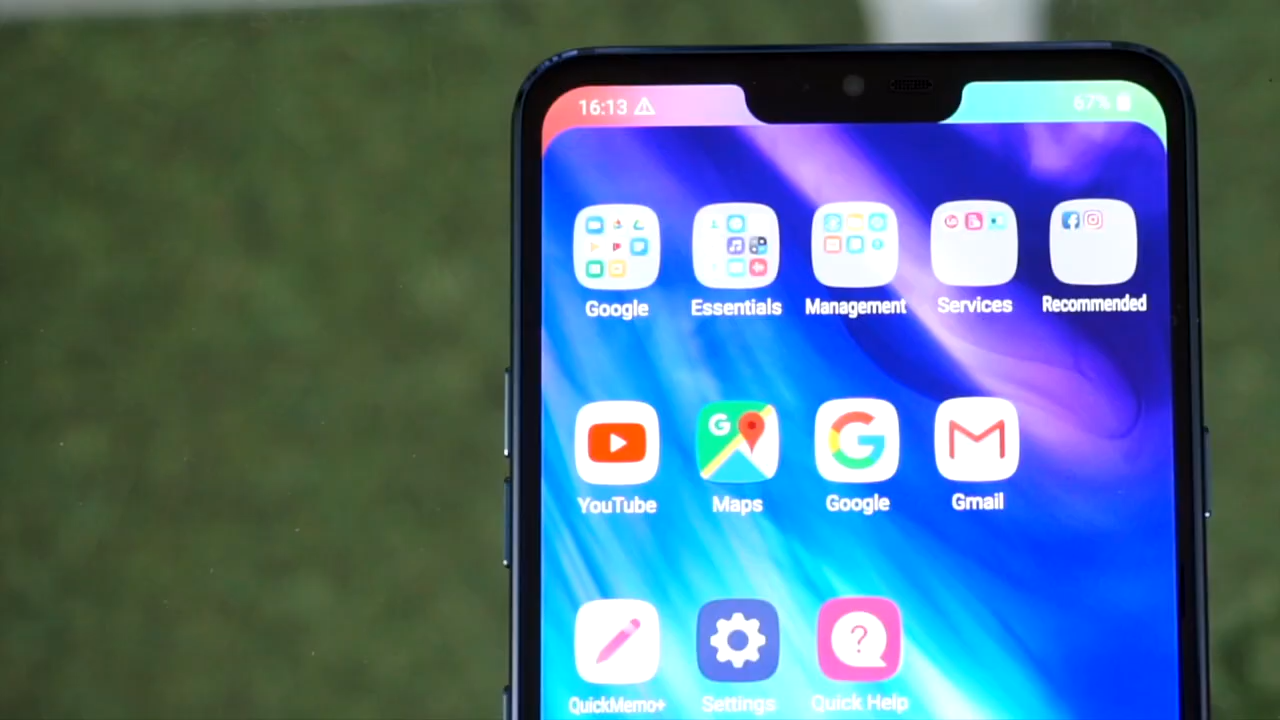 16:13
67%
Google Essentials Management Services Recommended
YouTube Maps Google Gmail
QuickMemo+ Settings Quick Help